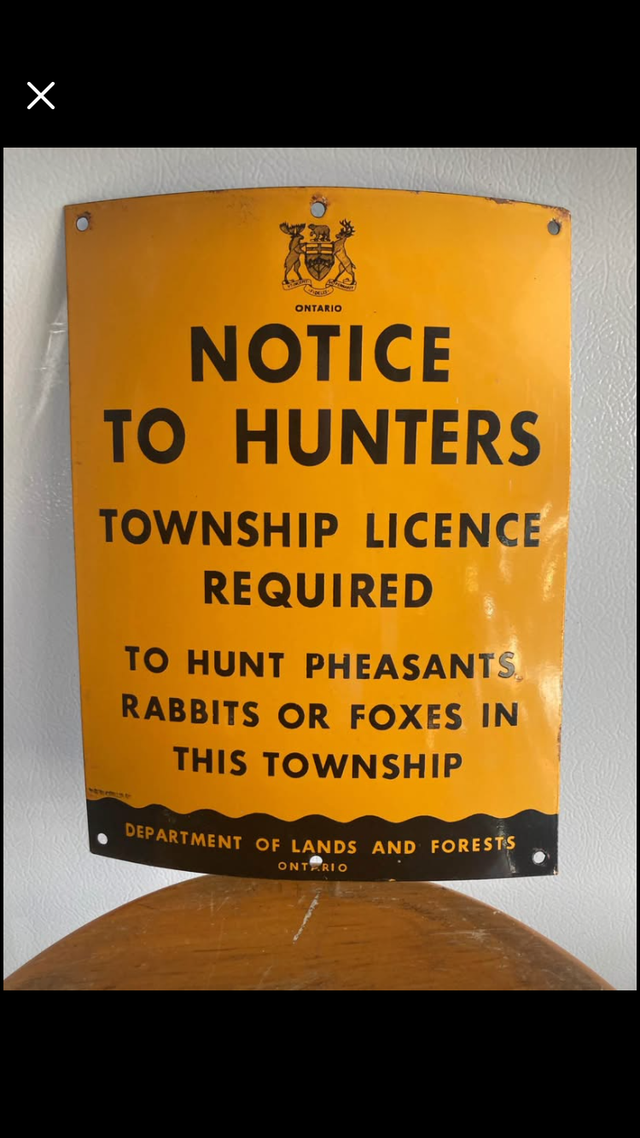 ONTARIO
NOTICE
TO HUNTERS
TOWNSHIP LICENCE
REQUIRED
TO HUNT PHEASANTS,
RABBITS OR FOXES IN
THIS TOWNSHIP
DEPARTMENT OF LANDS AND FORESTS
ONTARIO